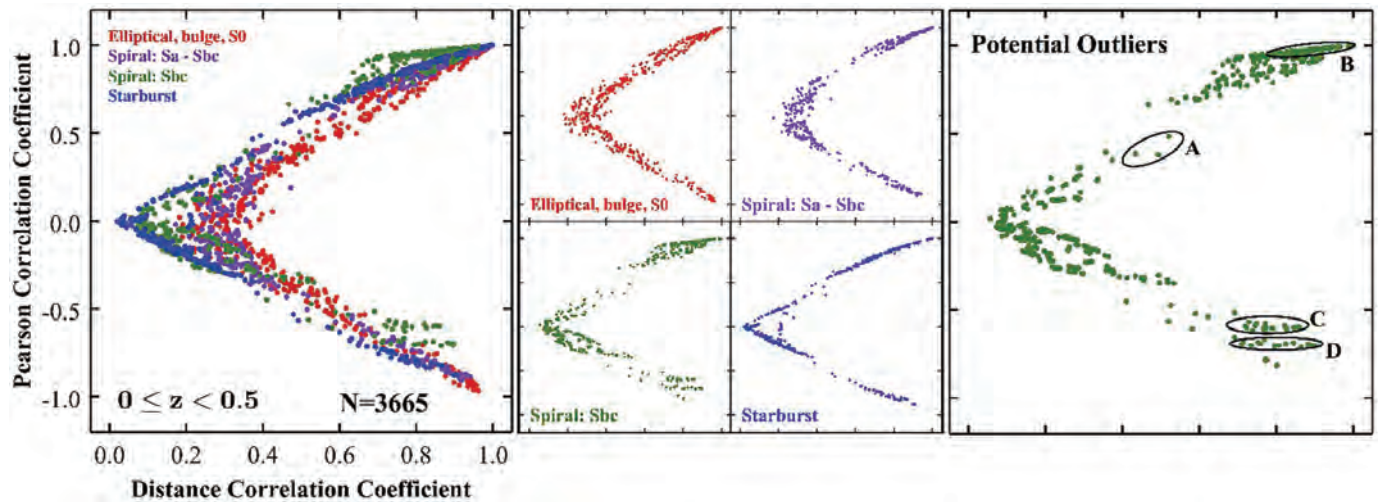 Pearson Correlation Coefficient
1.0
0.5
0.0
-0.5
-1.0
Elliptical, bulge, S0
Spiral: Sa - Sbc
Spiral: Sbc
Starburst
0 ≤ z < 0.5
N=3665
0.0 0.2 0.4 0.6 0.8 1.0
Distance Correlation Coefficient
Elliptical, bulge, S0
Spiral: Sa - Sbc
Spiral: Sbc
Starburst
Potential Outliers
B
A
C
D